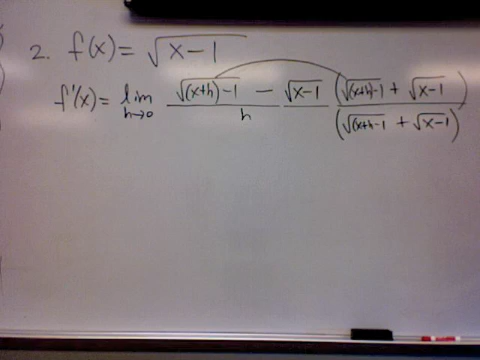 2. f(x) = √x-1
f'(x) = lim h→0 √(x+h)-1 - √x-1 / h (√(x+h)-1 + √x-1) / (√(x+h-1 + √x-1)